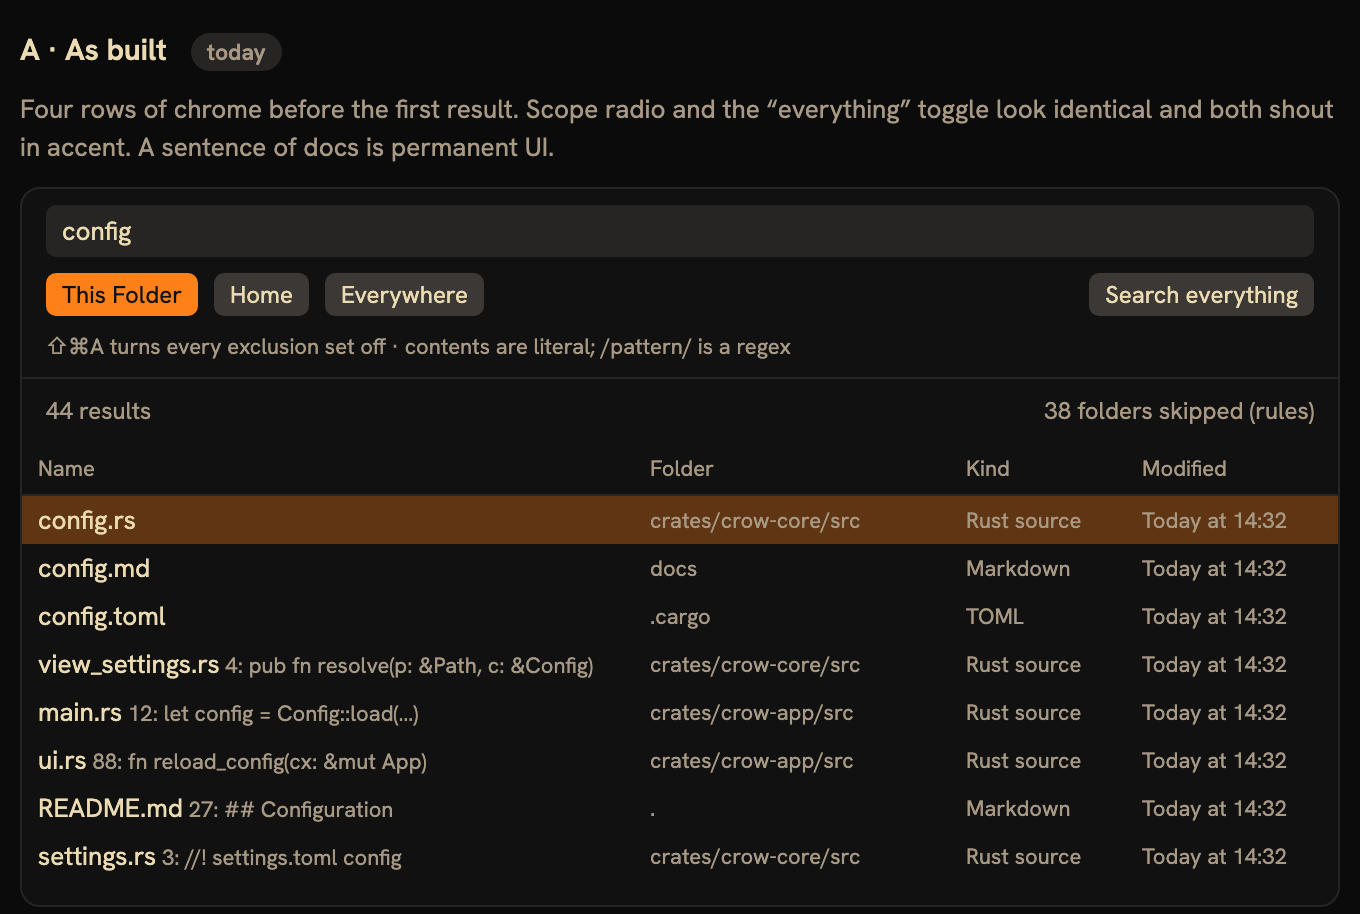 A · As built today
Four rows of chrome before the first result. Scope radio and the “everything” toggle look identical and both shout
in accent. A sentence of docs is permanent UI.
config
This Folder Home Everywhere Search everything
⇧⌘A turns every exclusion set off · contents are literal; /pattern/ is a regex
44 results 38 folders skipped (rules)
Name Folder Kind Modified
config.rs crates/crow-core/src Rust source Today at 14:32
config.md docs Markdown Today at 14:32
config.toml .cargo TOML Today at 14:32
view_settings.rs 4: pub fn resolve(p: &Path, c: &Config) crates/crow-core/src Rust source Today at 14:32
main.rs 12: let config = Config::load(…) crates/crow-app/src Rust source Today at 14:32
ui.rs 88: fn reload_config(cx: &mut App) crates/crow-app/src Rust source Today at 14:32
README.md 27: ## Configuration . Markdown Today at 14:32
settings.rs 3: //! settings.toml config crates/crow-core/src Rust source Today at 14:32